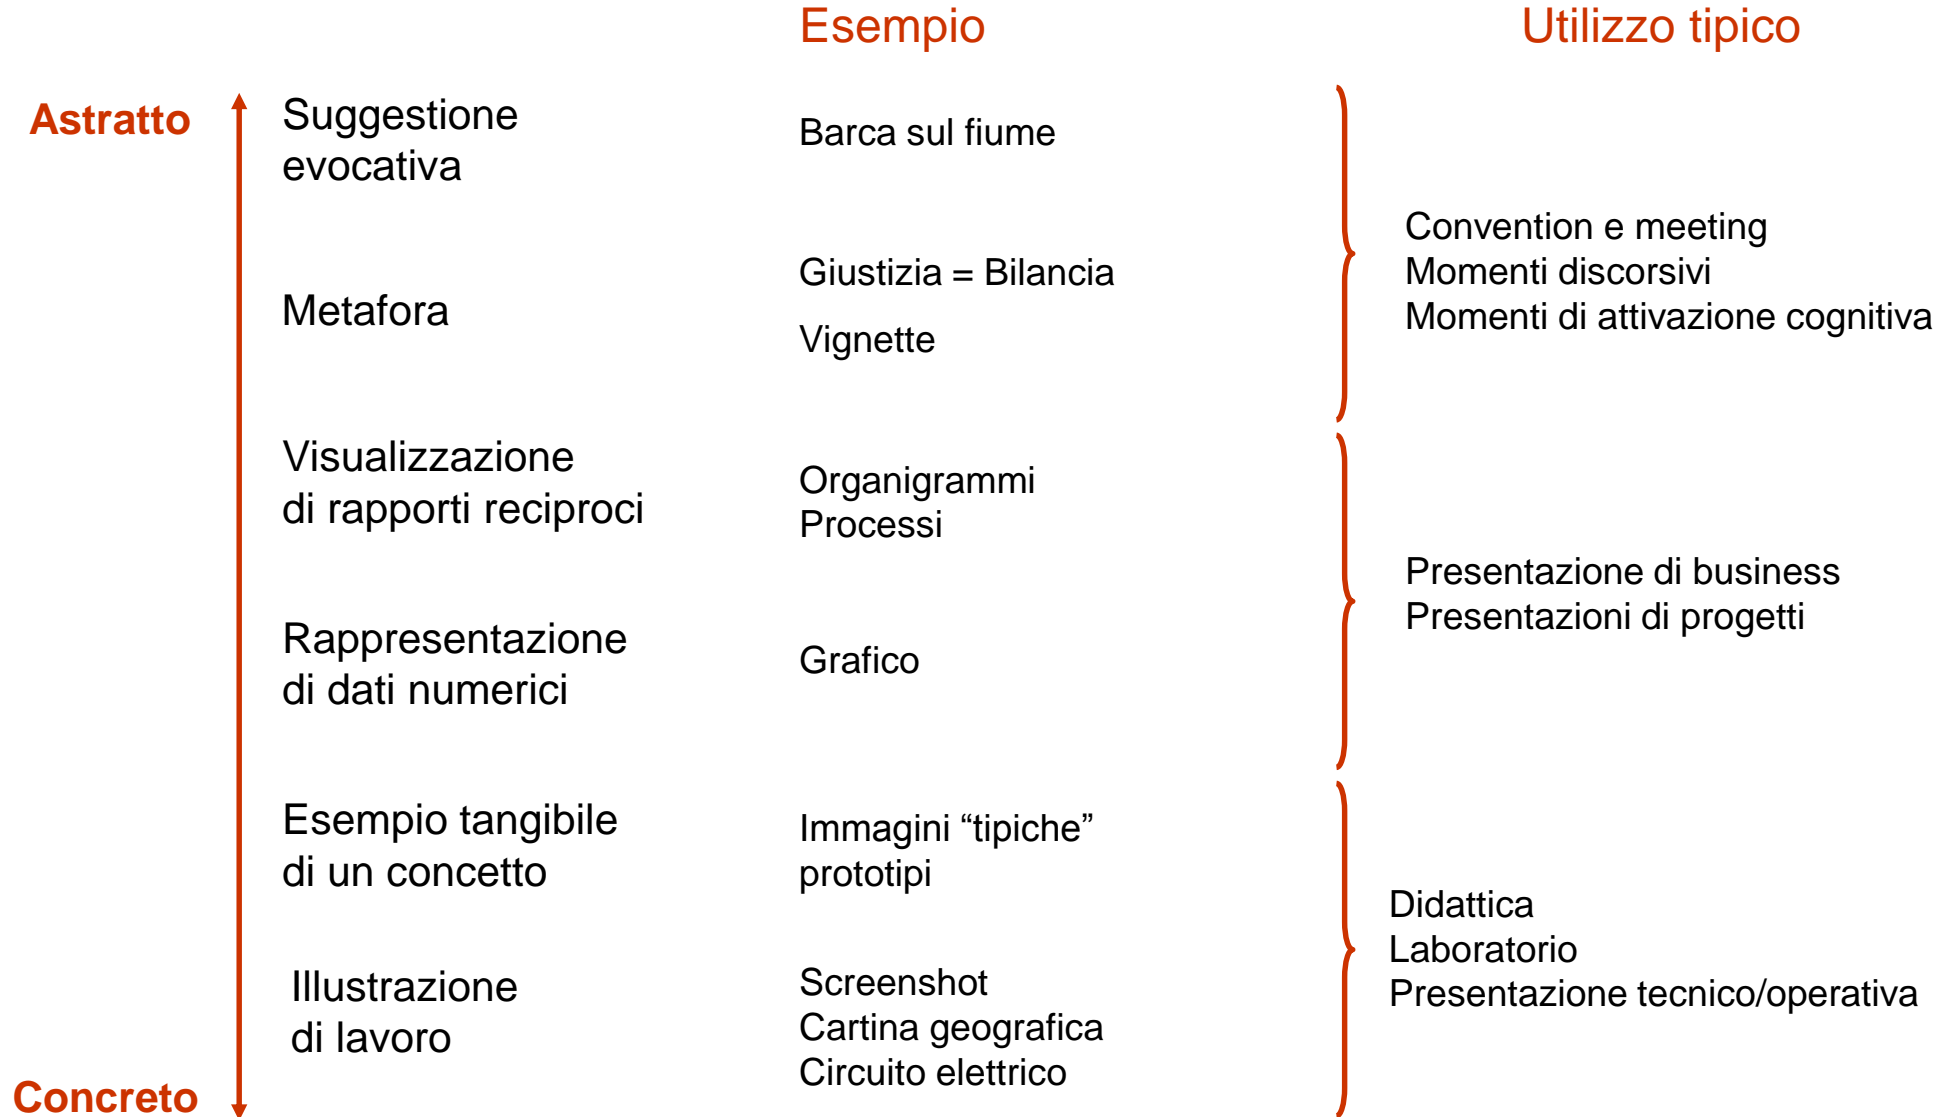 Esempio
Utilizzo tipico
Astratto
Suggestione
evocativa
Barca sul fiume
Metafora
Giustizia = Bilancia
Vignette
Convention e meeting
Momenti discorsivi
Momenti di attivazione cognitiva
Visualizzazione
di rapporti reciproci
Organigrammi
Processi
Rappresentazione
di dati numerici
Grafico
Presentazione di business
Presentazioni di progetti
Esempio tangibile
di un concetto
Immagini “tipiche”
prototipi
Illustrazione
di lavoro
Screenshot
Cartina geografica
Circuito elettrico
Didattica
Laboratorio
Presentazione tecnico/operativa
Concreto